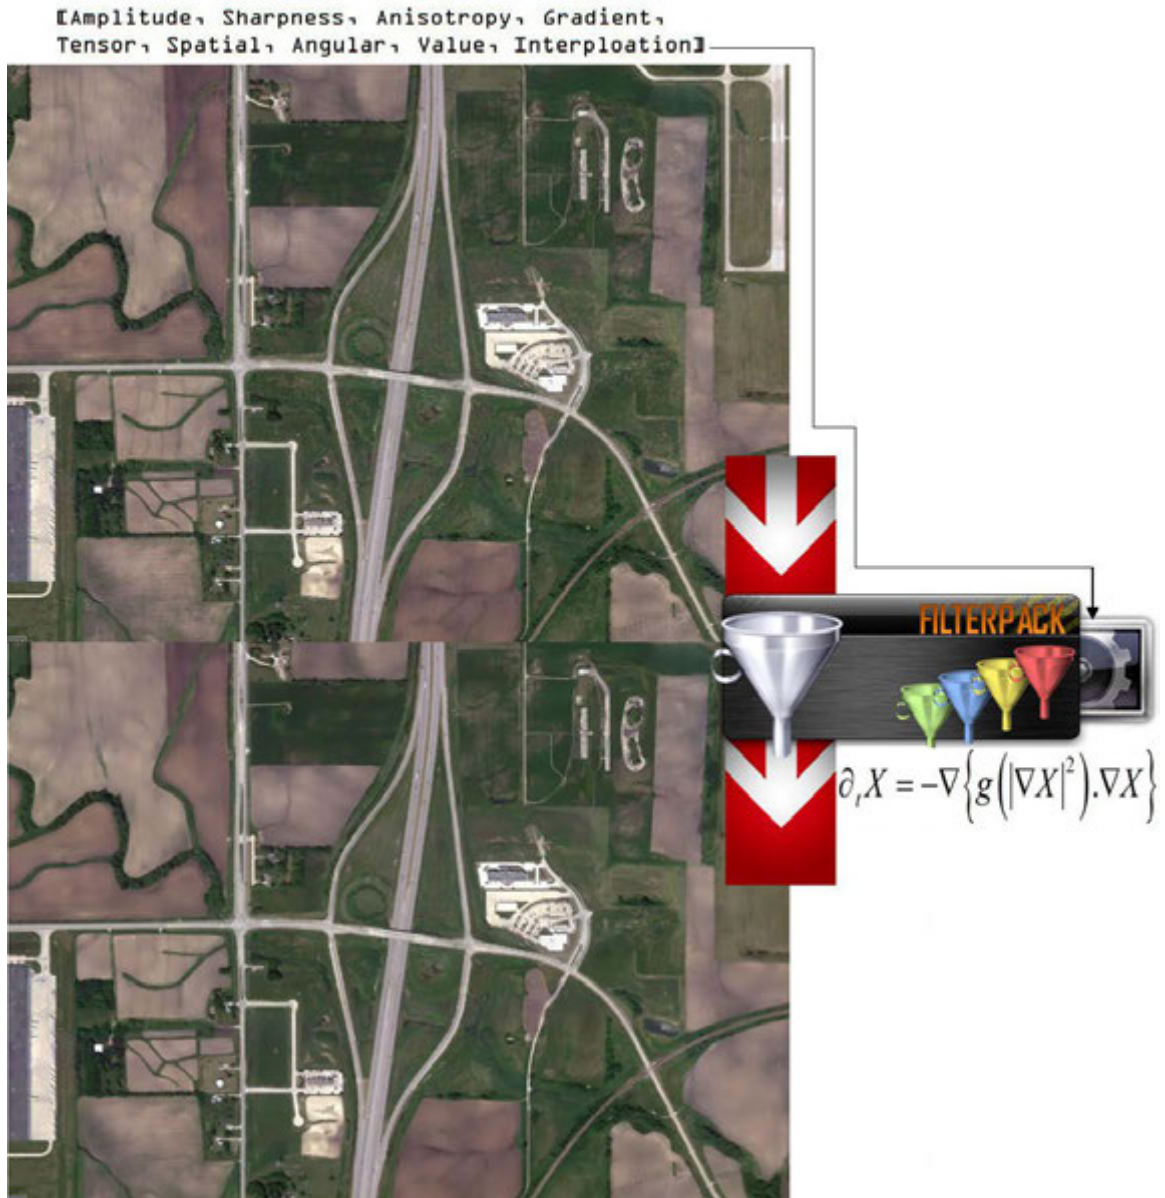 [Amplitude, Sharpness, Anisotropy, Gradient,
Tensor, Spatial, Angular, Value, Interploation]
FILTERPACK
∂ₜX = −∇{g(|∇X|²).∇X}